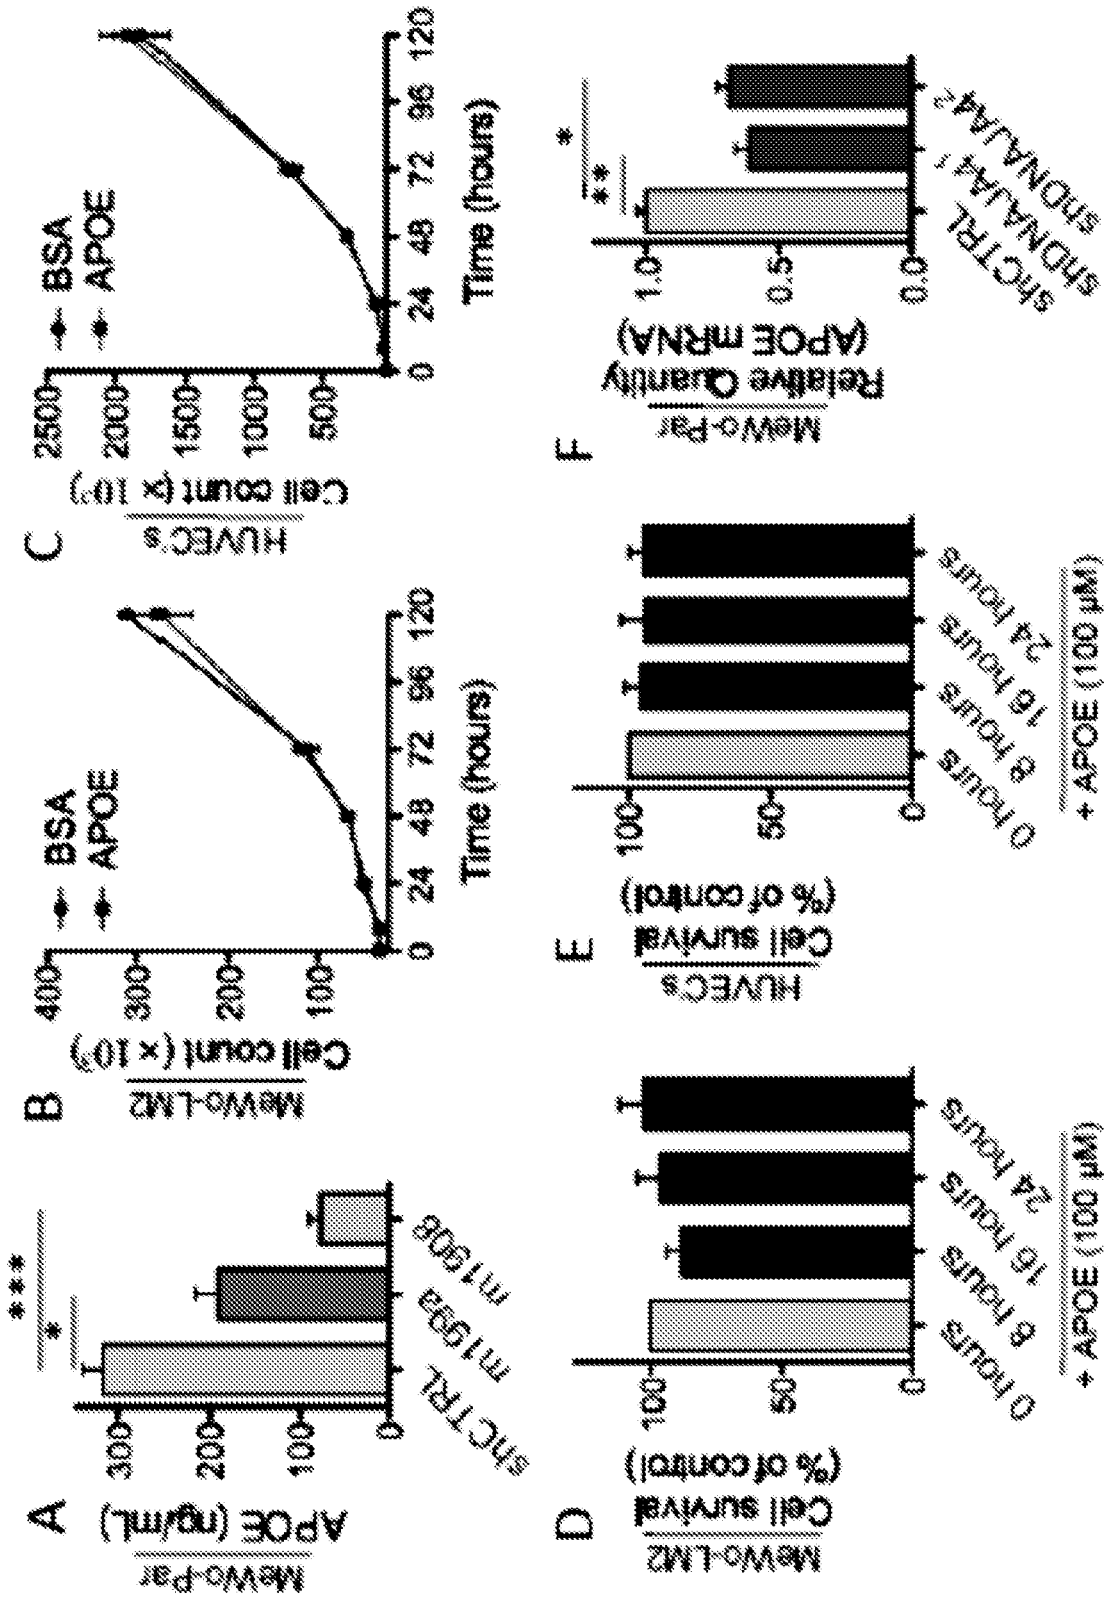 A
MeWo-Par
APOE (ng/mL)
300
200
100
0
***
*
shCTRL
m199a
m1908
B
MeWo-LM2
Cell count (× 10³)
400
300
200
100
BSA
APOE
0 24 48 72 96 120
Time (hours)
C
HUVEC's
Cell count (× 10³)
2500
2000
1500
1000
500
BSA
APOE
0 24 48 72 96 120
Time (hours)
D
MeWo-LM2
Cell survival
(% of control)
100
50
0
0 hours
8 hours
16 hours
24 hours
+ APOE (100 µM)
E
HUVEC's
Cell survival
(% of control)
100
50
0
0 hours
8 hours
16 hours
24 hours
+ APOE (100 µM)
F
MeWo-Par
Relative Quantity
(APOE mRNA)
1.0
0.5
0.0
*
**
shCTRL
shDNAJA4¹
shDNAJA4²